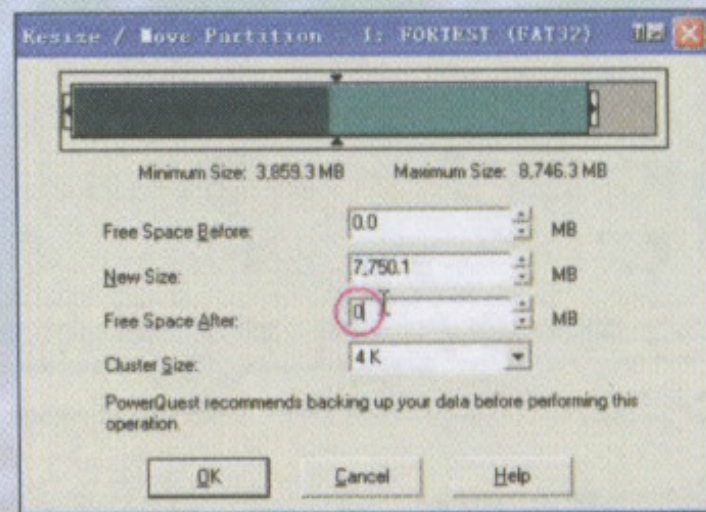 Resize / Move Partition - I: FORTEST (FAT32)
Minimum Size: 3,859.3 MB Maximum Size: 8,746.3 MB
Free Space Before: 0.0 MB
New Size: 7,750.1 MB
Free Space After: 0 MB
Cluster Size: 4 K
PowerQuest recommends backing up your data before performing this
operation.
OK Cancel Help